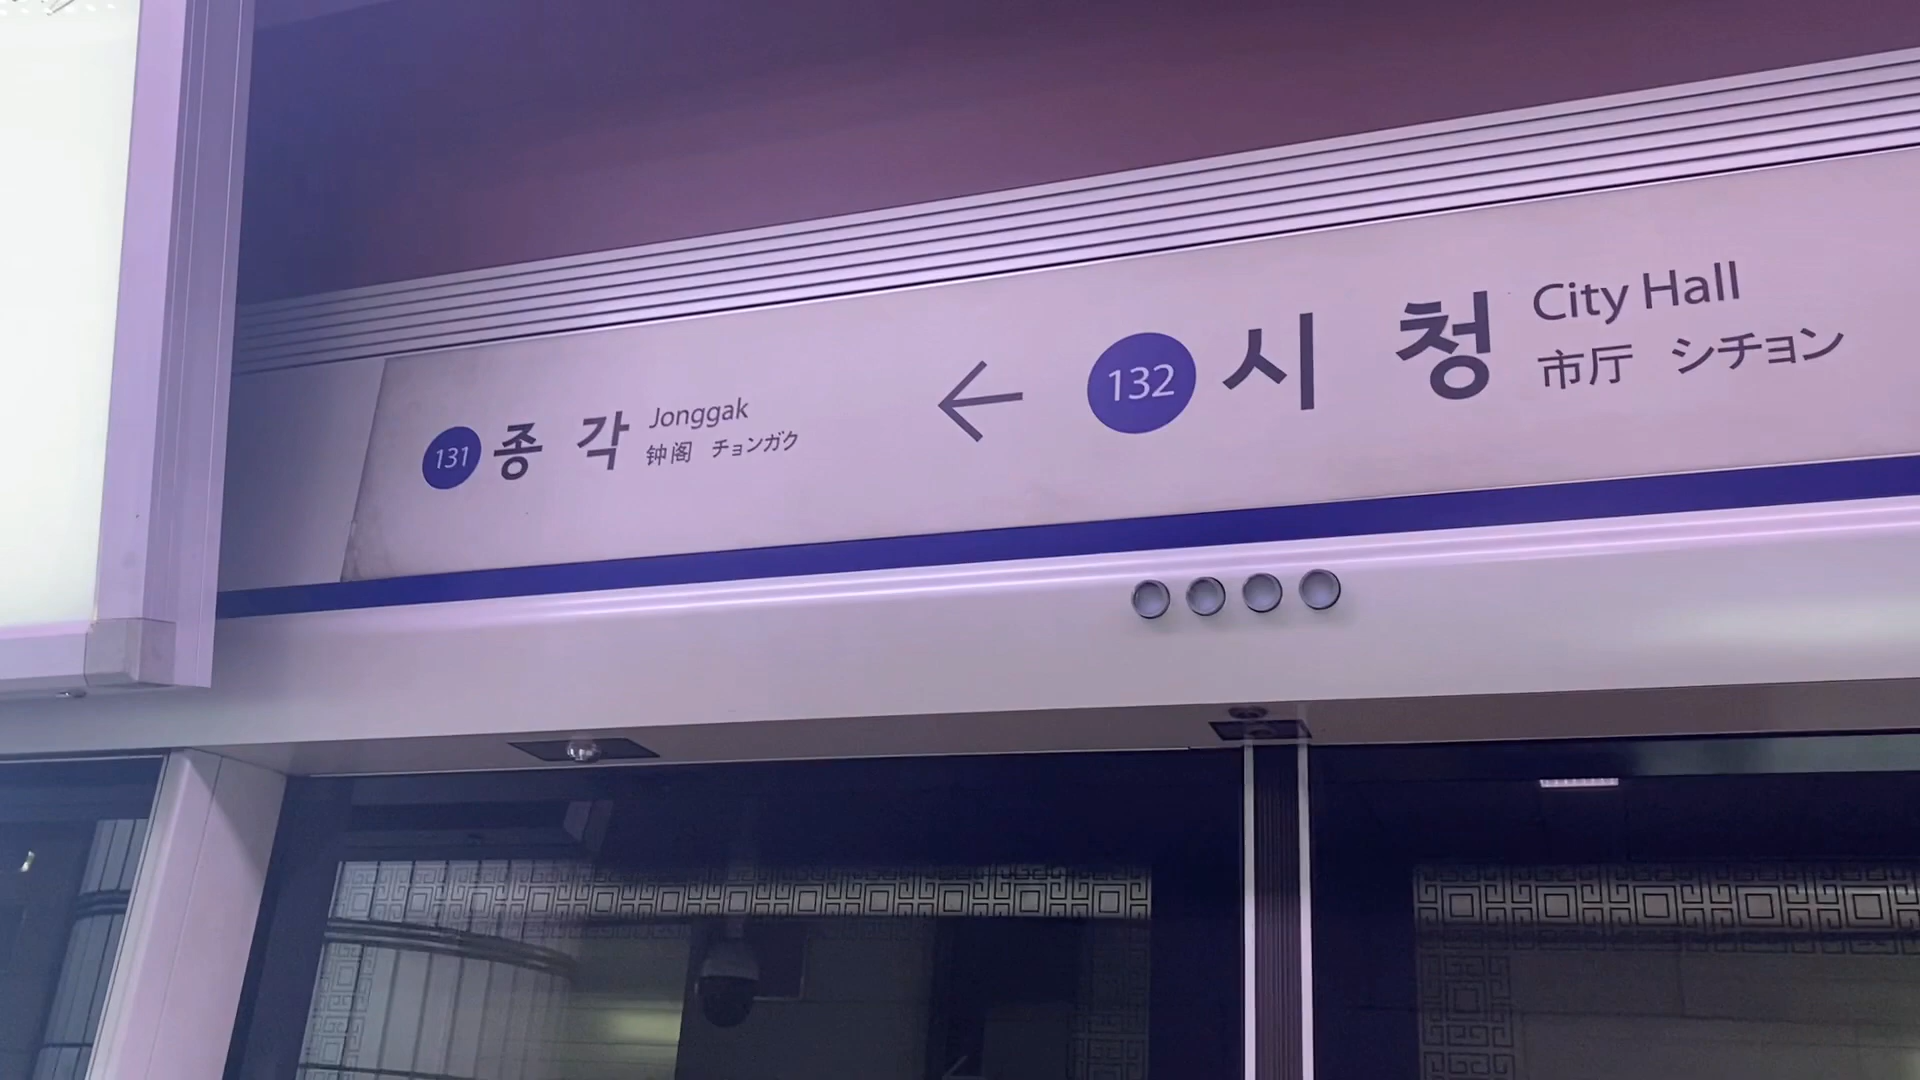 131 종 각 Jonggak
钟阁 チョンガク
←
132 시 청 City Hall
市厅 シチョン